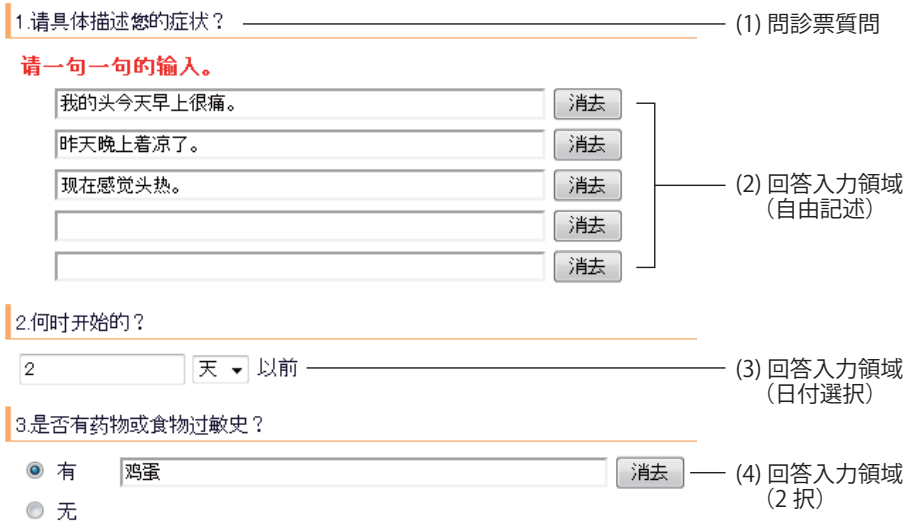 1.请具体描述您的症状？
(1) 問診票質問
请一句一句的输入。
我的头今天早上很痛。
消去
昨天晚上着凉了。
消去
现在感觉头热。
消去
(2) 回答入力領域
（自由記述）
消去
消去
2.何时开始的？
2
天
以前
(3) 回答入力領域
（日付選択）
3.是否有药物或食物过敏史？
有
鸡蛋
消去
(4) 回答入力領域
（2 択）
无